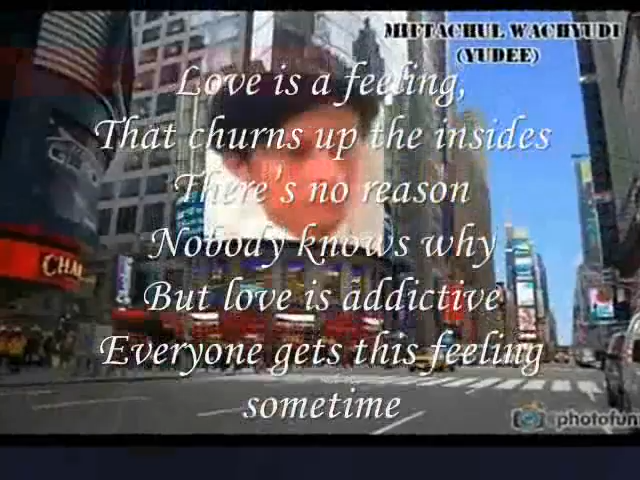 MIFTACHUL WACHYUDI
(YUDEE)
Love is a feeling,
That churns up the insides
There's no reason
Nobody knows why
But love is addictive
Everyone gets this feeling
sometime
photofun